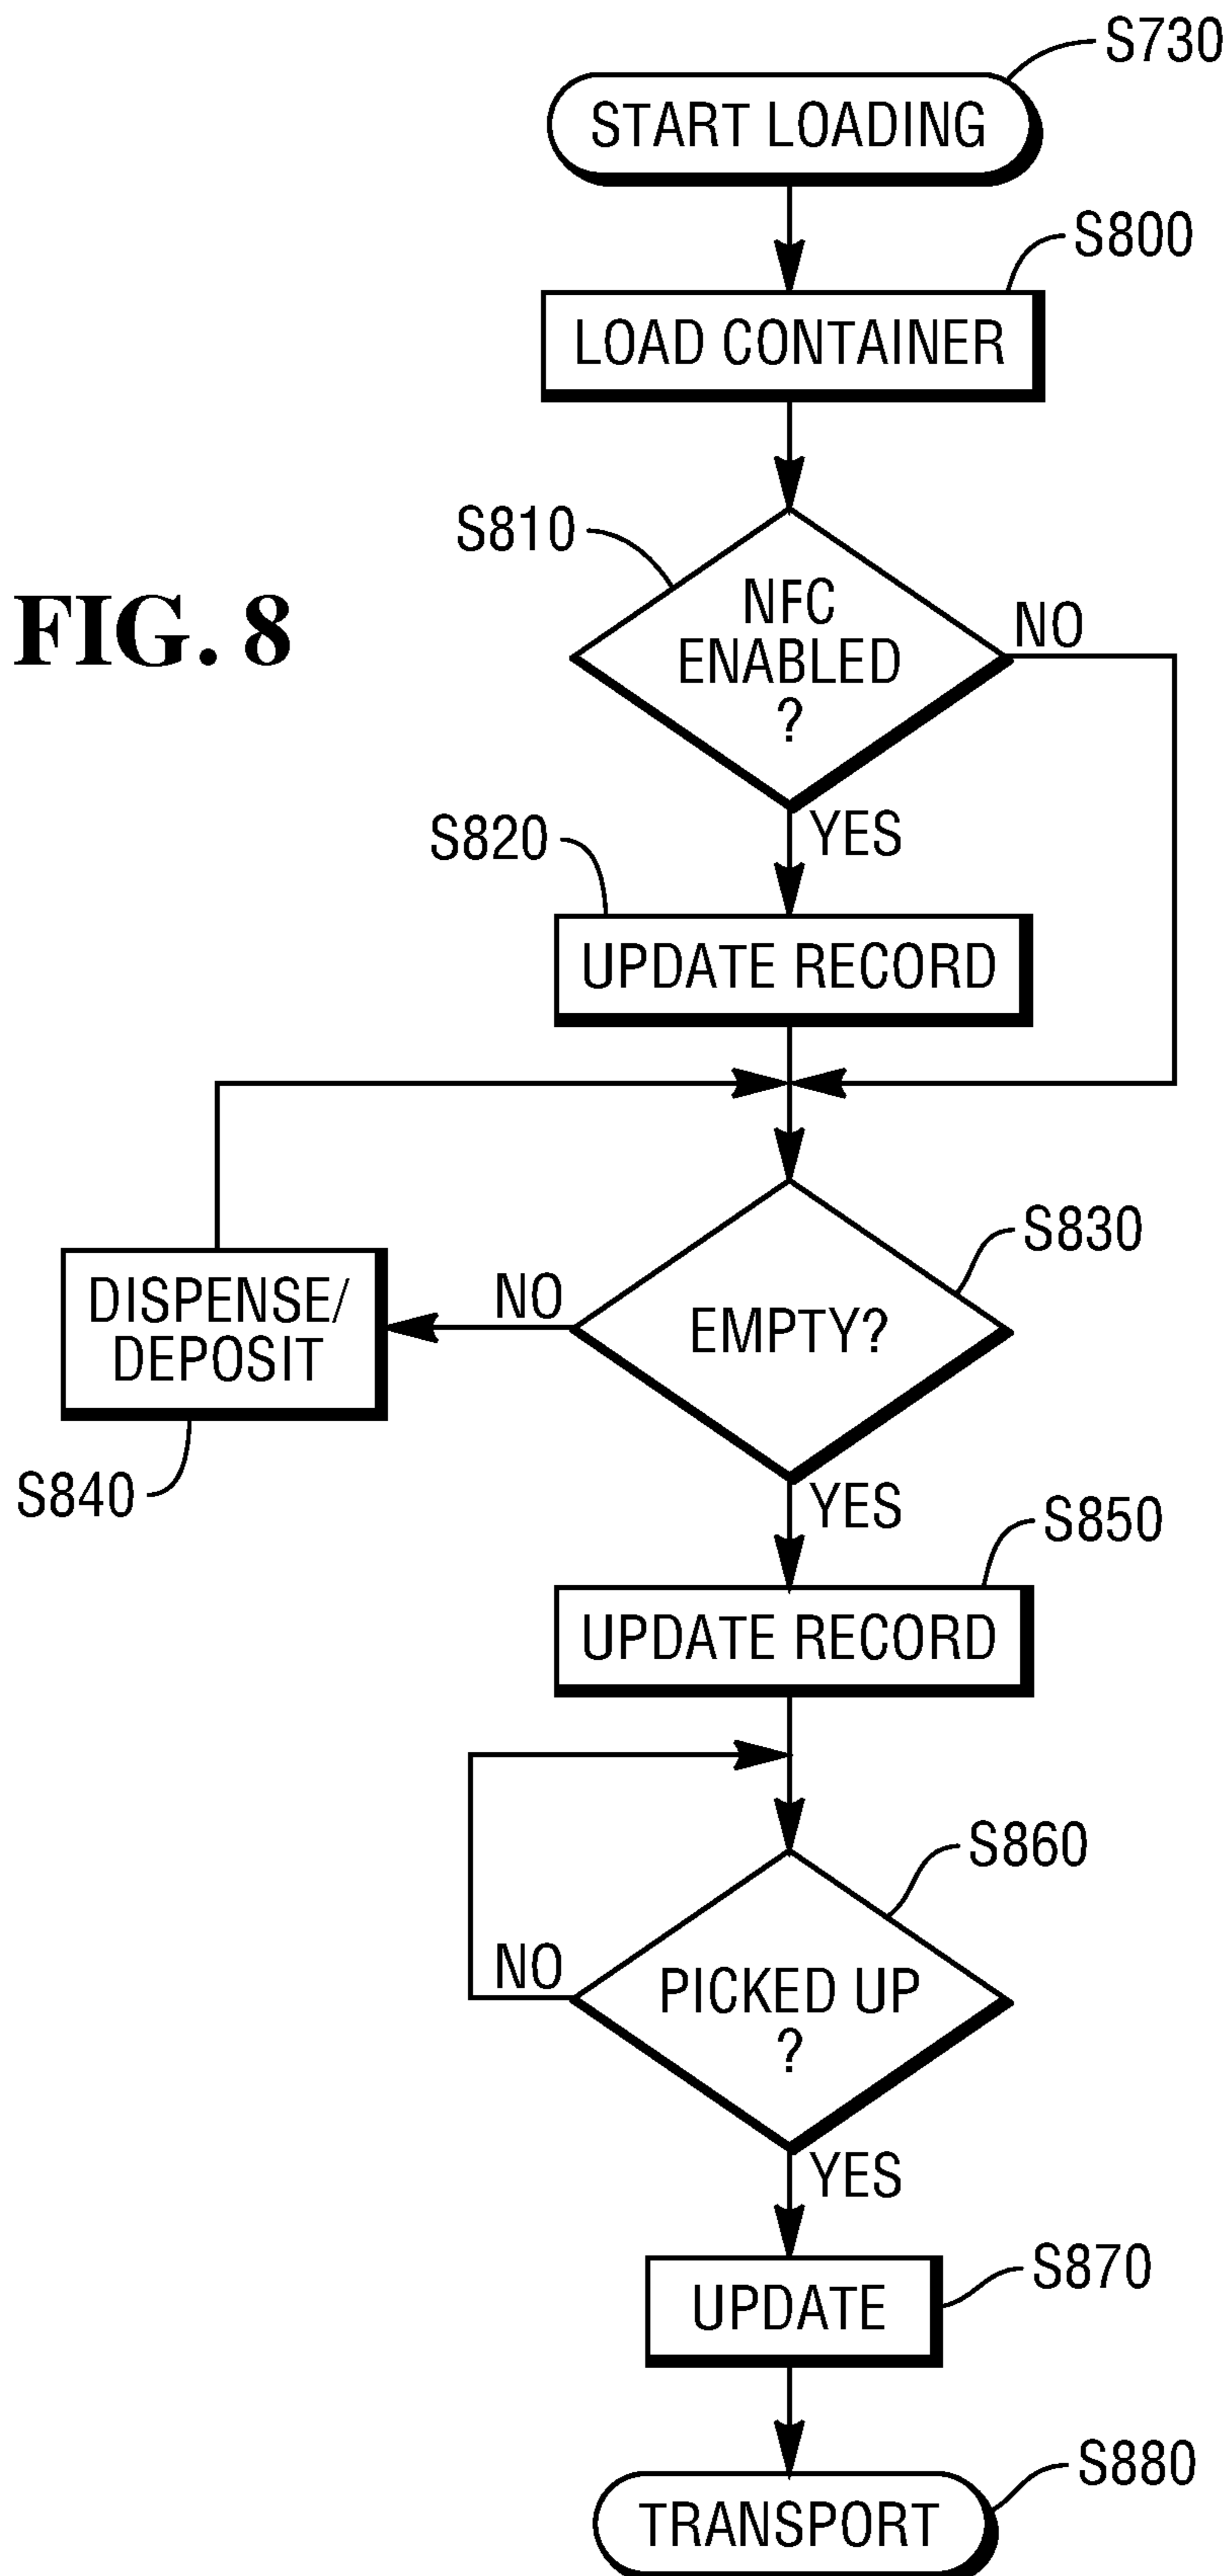 S730
START LOADING
S800
LOAD CONTAINER
S810
FIG. 8
NFC
ENABLED
?
NO
YES
S820
UPDATE RECORD
S830
EMPTY?
NO
DISPENSE/
DEPOSIT
S840
YES
S850
UPDATE RECORD
S860
PICKED UP
?
NO
YES
S870
UPDATE
S880
TRANSPORT